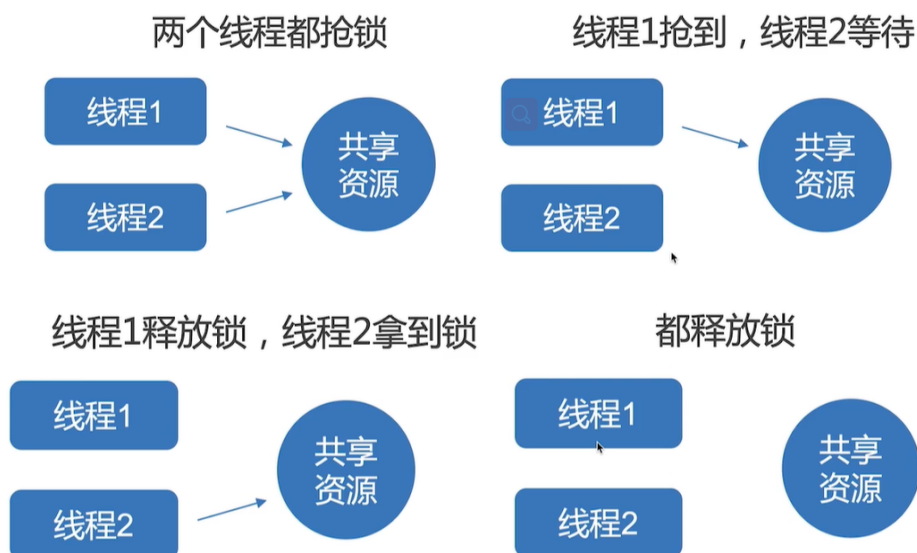 两个线程都抢锁
线程1抢到，线程2等待
线程1
线程2
共享
资源
线程1
线程2
共享
资源
线程1释放锁，线程2拿到锁
都释放锁
线程1
线程2
共享
资源
线程1
线程2
共享
资源